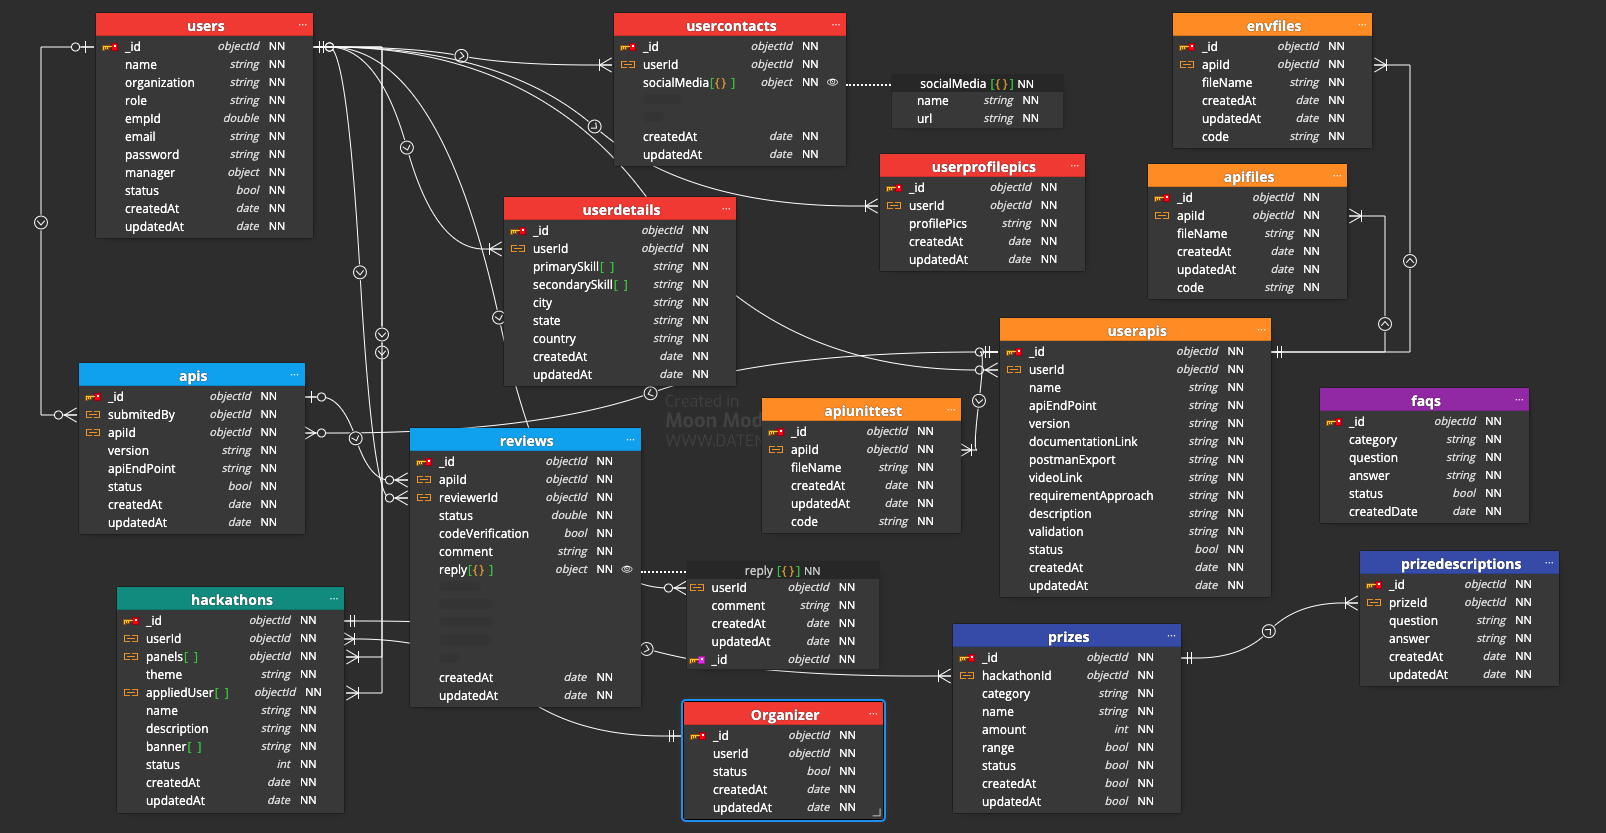 users
_id objectId NN
name string NN
organization string NN
role string NN
empId double NN
email string NN
password string NN
manager object NN
status bool NN
createdAt date NN
updatedAt date NN
usercontacts
_id objectId NN
userId objectId NN
socialMedia[{} ] object NN
createdAt date NN
updatedAt date NN
socialMedia [{}] NN
name string NN
url string NN
envfiles
_id objectId NN
apiId objectId NN
fileName string NN
createdAt date NN
updatedAt date NN
code string NN
userprofilepics
_id objectId NN
userId objectId NN
profilePics string NN
createdAt date NN
updatedAt date NN
apifiles
_id objectId NN
apiId objectId NN
fileName string NN
createdAt date NN
updatedAt date NN
code string NN
userdetails
_id objectId NN
userId objectId NN
primarySkill[ ] string NN
secondarySkill[ ] string NN
city string NN
state string NN
country string NN
createdAt date NN
updatedAt date NN
userapis
_id objectId NN
userId objectId NN
name string NN
apiEndPoint string NN
version string NN
documentationLink string NN
postmanExport string NN
videoLink string NN
requirementApproach string NN
description string NN
validation string NN
status bool NN
createdAt date NN
updatedAt date NN
apis
_id objectId NN
submitedBy objectId NN
apiId objectId NN
version string NN
apiEndPoint string NN
status bool NN
createdAt date NN
updatedAt date NN
Created in
Moon Mod
WWW.DATEN
apiunittest
_id objectId NN
apiId objectId NN
fileName string NN
createdAt date NN
updatedAt date NN
code string NN
faqs
_id objectId NN
category string NN
question string NN
answer string NN
status bool NN
createdDate date NN
reviews
_id objectId NN
apiId objectId NN
reviewerId objectId NN
status double NN
codeVerification bool NN
comment string NN
reply[{} ] object NN
createdAt date NN
updatedAt date NN
reply [{}] NN
userId objectId NN
comment string NN
createdAt date NN
updatedAt date NN
_id objectId NN
prizedescriptions
_id objectId NN
prizeId objectId NN
question string NN
answer string NN
createdAt date NN
updatedAt date NN
hackathons
_id objectId NN
userId objectId NN
panels[ ] objectId NN
theme string NN
appliedUser[ ] objectId NN
name string NN
description string NN
banner[ ] string NN
status int NN
createdAt date NN
updatedAt date NN
prizes
_id objectId NN
hackathonId objectId NN
category string NN
name string NN
amount int NN
range bool NN
status bool NN
createdAt bool NN
updatedAt bool NN
Organizer
_id objectId NN
userId objectId NN
status bool NN
createdAt date NN
updatedAt date NN